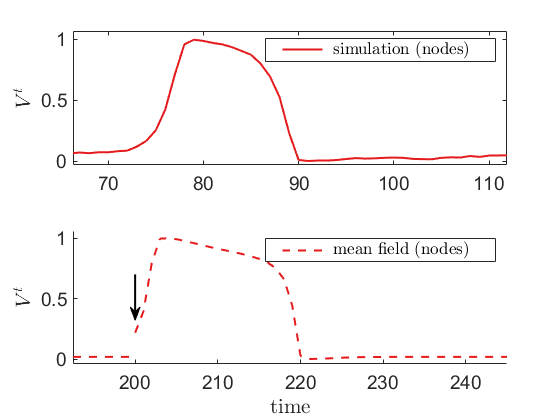 1
simulation (nodes)
V^t
0.5
0
70 80 90 100 110
1
mean field (nodes)
V^t
0.5
0
200 210 220 230 240
time